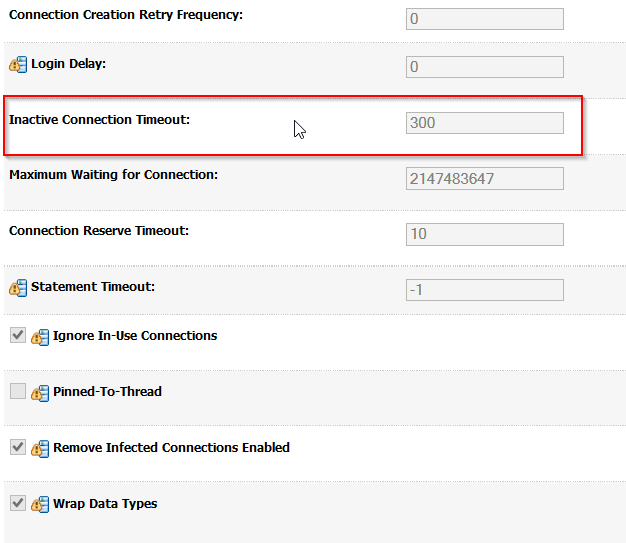 Connection Creation Retry Frequency: 0
Login Delay: 0
Inactive Connection Timeout: 300
Maximum Waiting for Connection: 2147483647
Connection Reserve Timeout: 10
Statement Timeout: -1
Ignore In-Use Connections
Pinned-To-Thread
Remove Infected Connections Enabled
Wrap Data Types